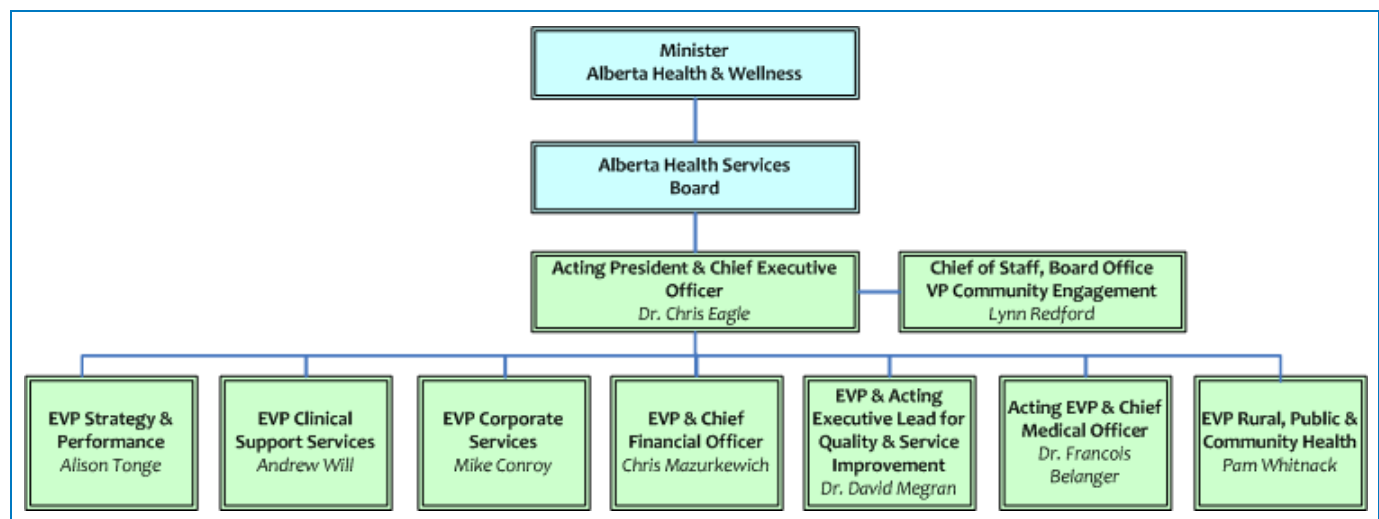 Minister
Alberta Health & Wellness
Alberta Health Services
Board
Acting President & Chief Executive
Officer
Dr. Chris Eagle
Chief of Staff, Board Office
VP Community Engagement
Lynn Redford
EVP Strategy &
Performance
Alison Tonge
EVP Clinical
Support Services
Andrew Will
EVP Corporate
Services
Mike Conroy
EVP & Chief
Financial Officer
Chris Mazurkewich
EVP & Acting
Executive Lead for
Quality & Service
Improvement
Dr. David Megran
Acting EVP & Chief
Medical Officer
Dr. Francois
Belanger
EVP Rural, Public &
Community Health
Pam Whitnack